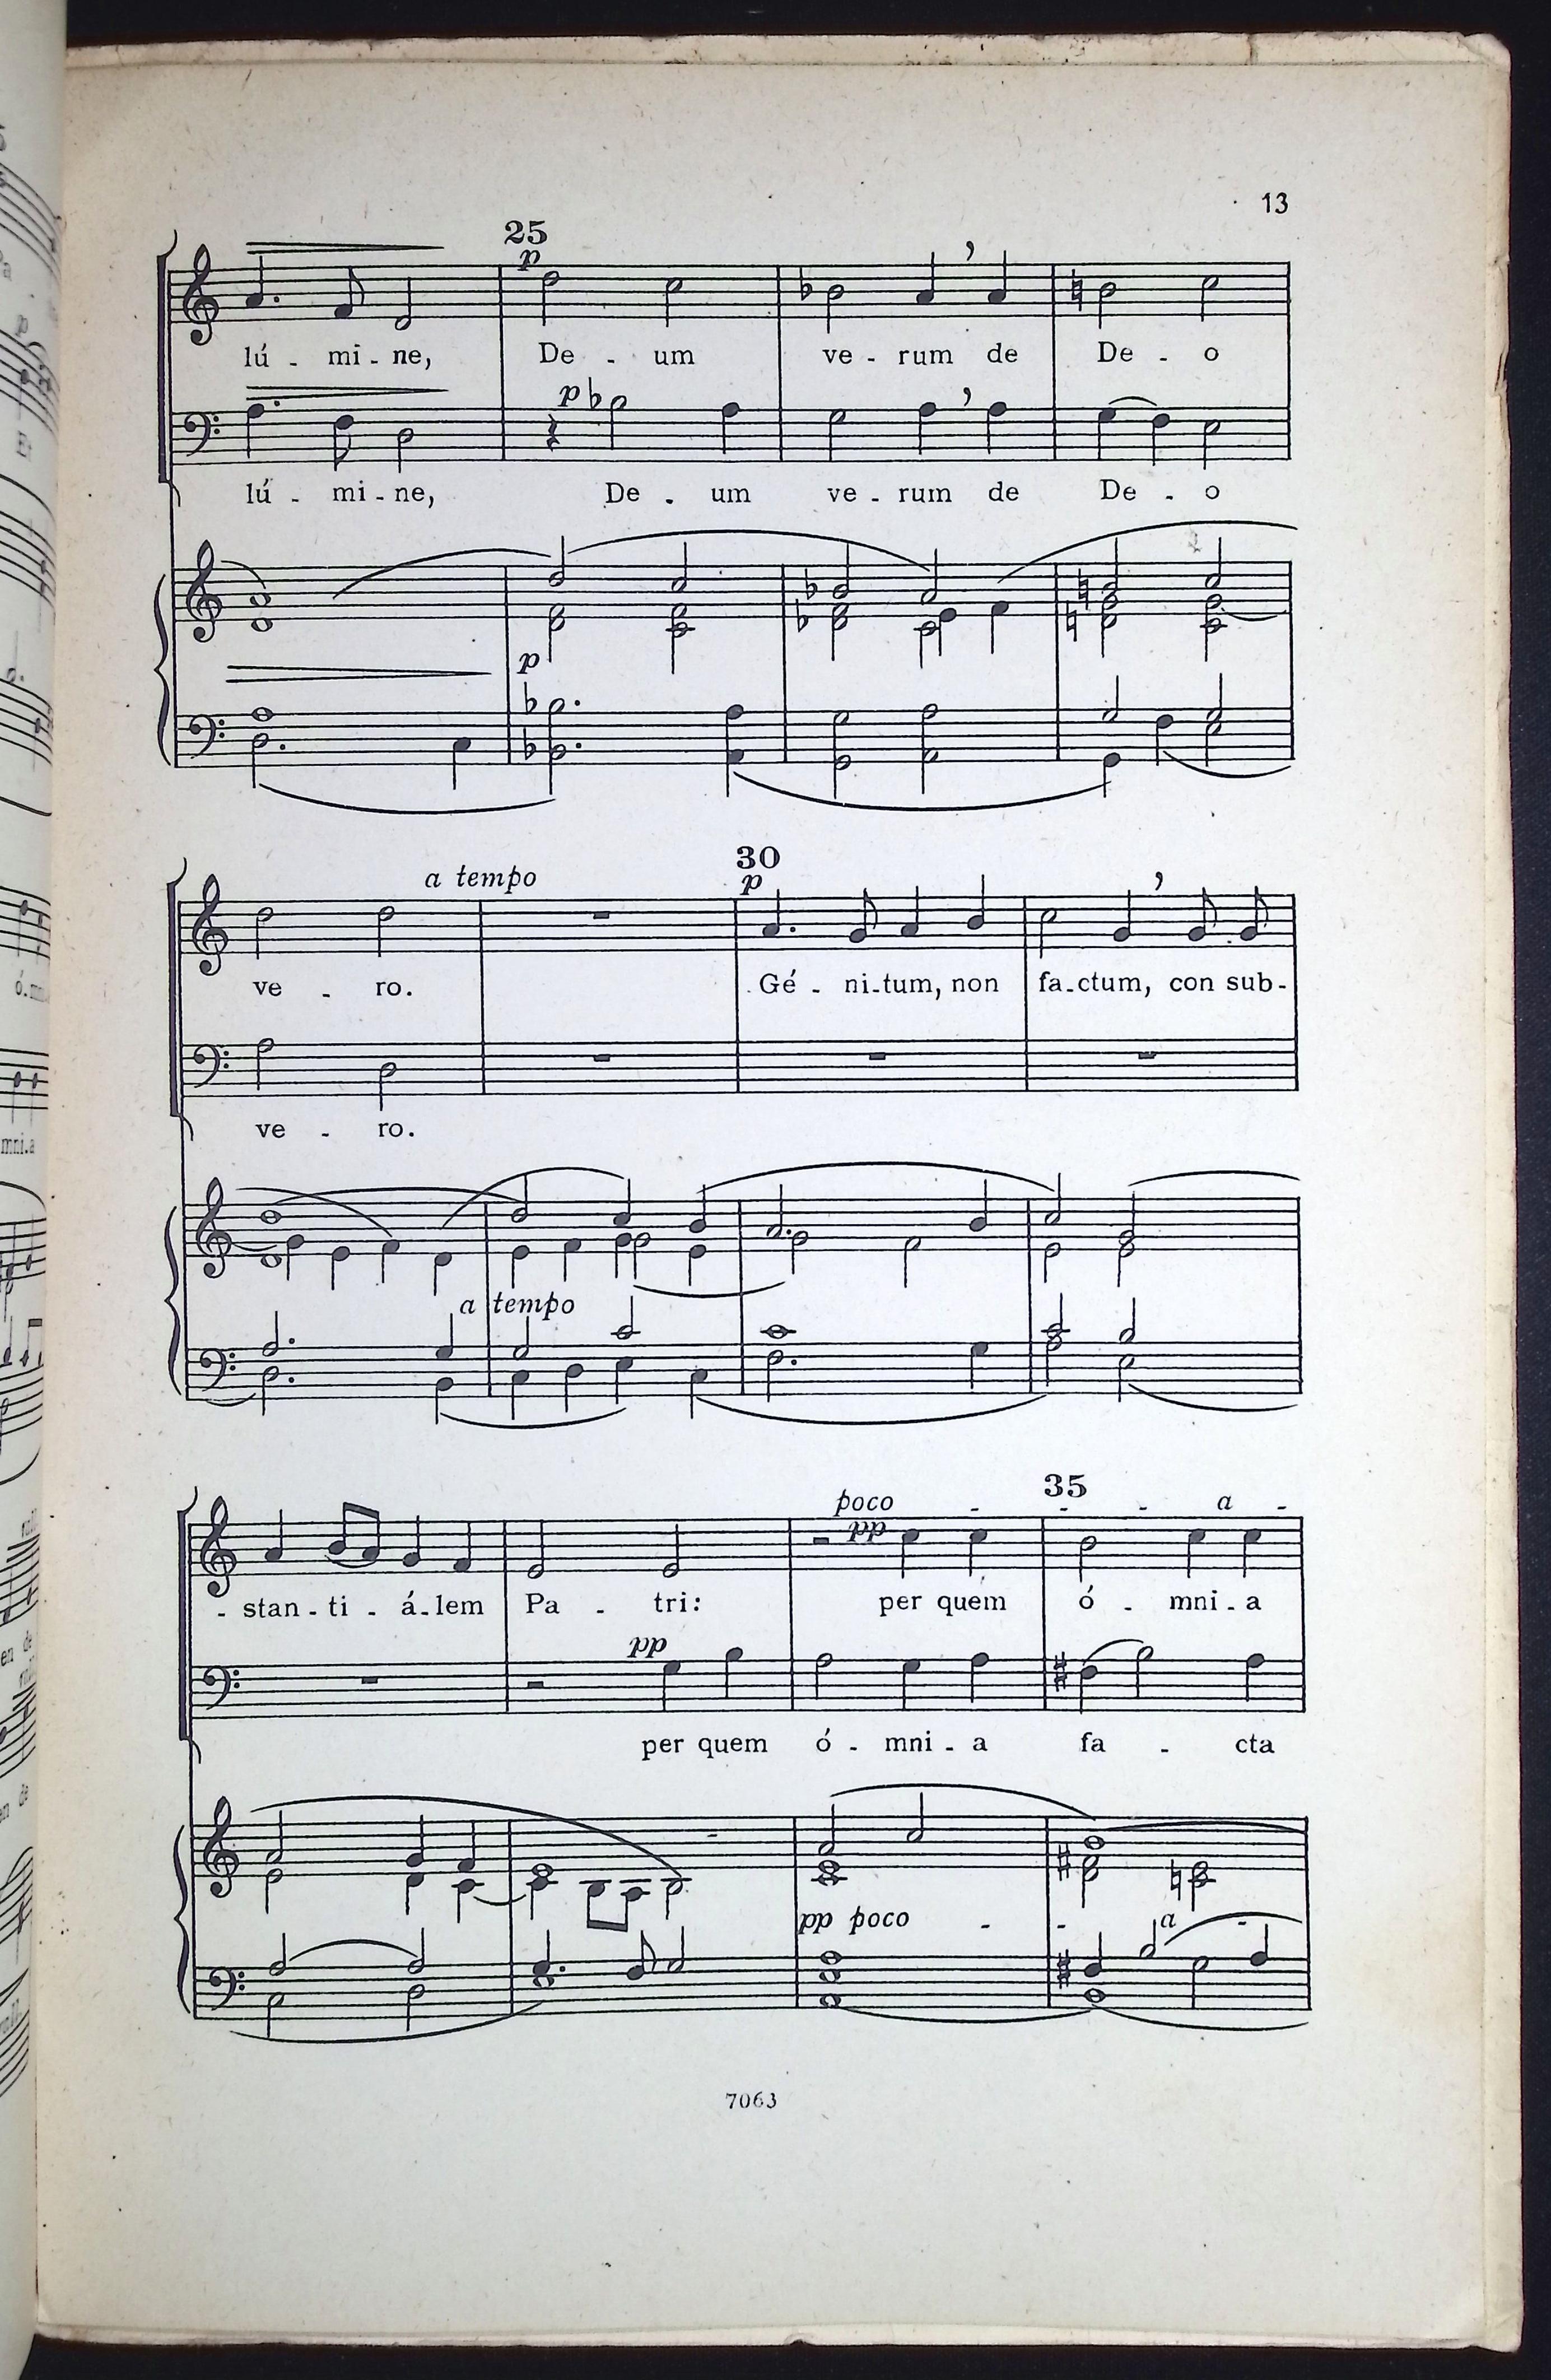 13
25
p
lú - mi - ne, De - um ve - rum de De - o
p
lú - mi - ne, De - um ve - rum de De - o
p
a tempo
30
p
ve - ro. Gé - ni - tum, non fa - ctum, con sub -
ve - ro.
a tempo
35
poco - - - a -
pp
- stan - ti - á - lem Pa - tri: per quem ó - mni - a
pp
per quem ó - mni - a fa - cta
pp poco - - a -
7063